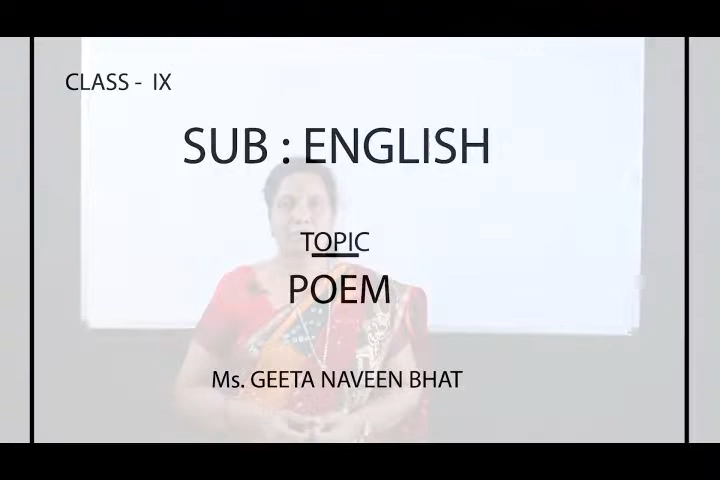 CLASS - IX
SUB : ENGLISH
TOPIC
POEM
Ms. GEETA NAVEEN BHAT